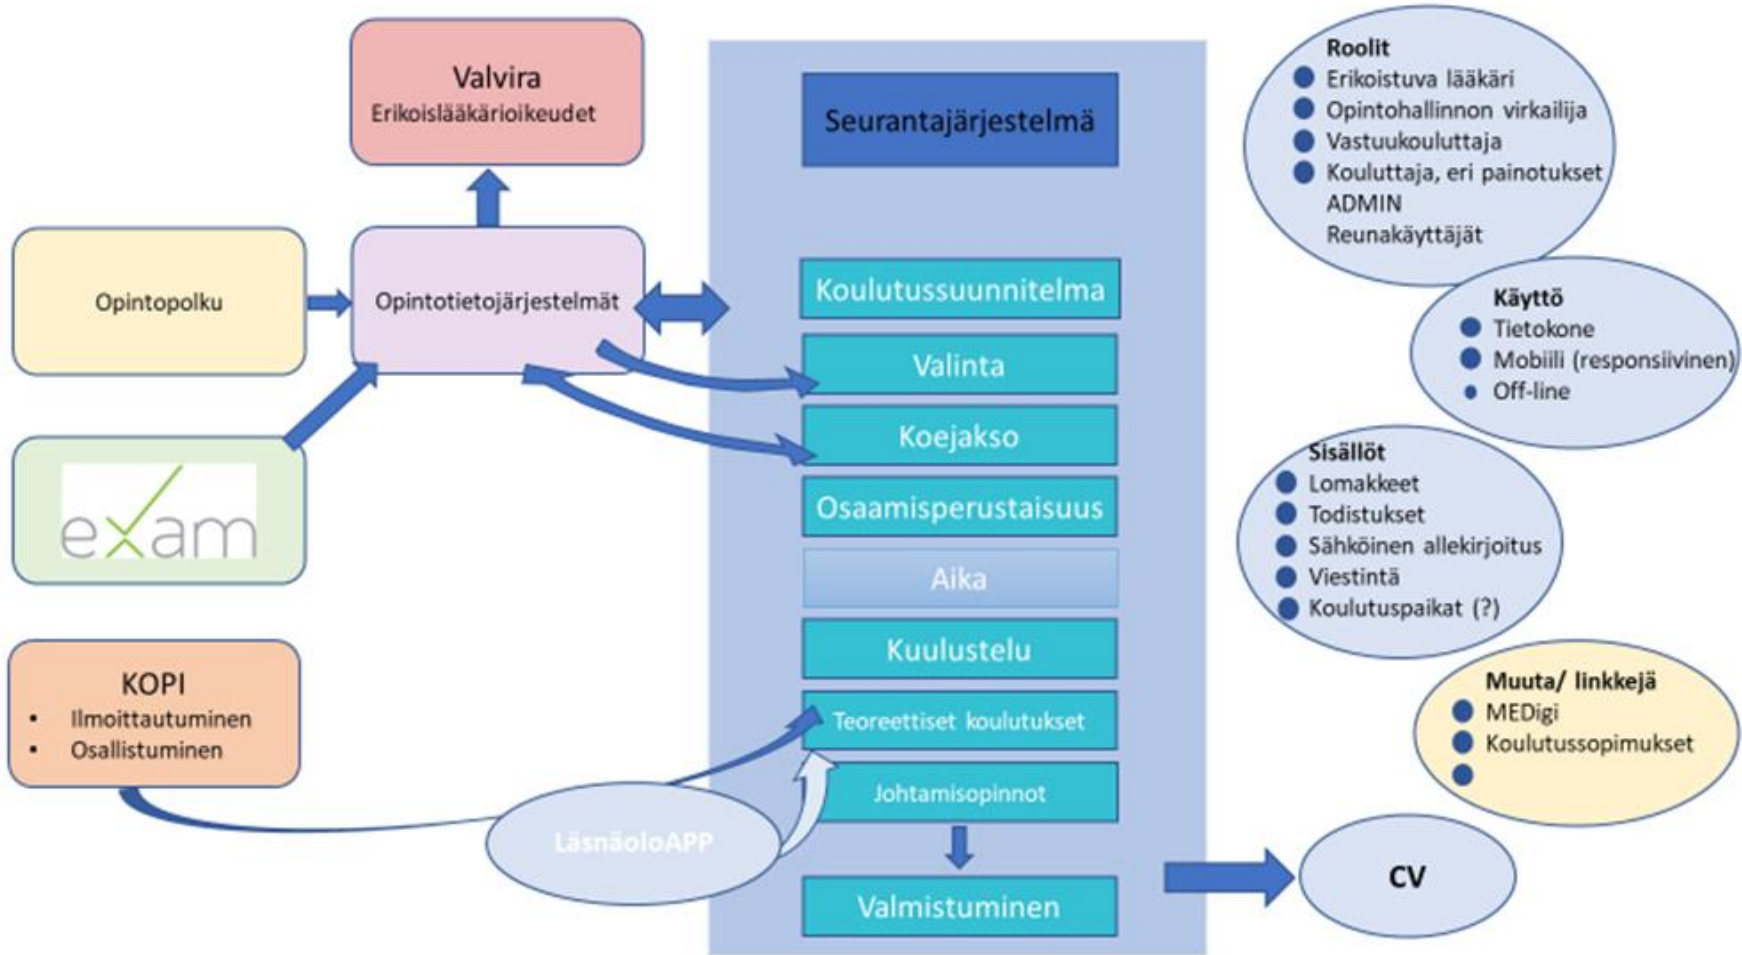 Valvira
Erikoislääkärioikeudet
Opintopolku
Opintotietojärjestelmät
exam
KOPI
• Ilmoittautuminen
• Osallistuminen
LäsnäoloAPP
Seurantajärjestelmä
Koulutussuunnitelma
Valinta
Koejakso
Osaamisperustaisuus
Aika
Kuulustelu
Teoreettiset koulutukset
Johtamisopinnot
Valmistuminen
Roolit
Erikoistuva lääkäri
Opintohallinnon virkailija
Vastuukouluttaja
Kouluttaja, eri painotukset
ADMIN
Reunakäyttäjät
Käyttö
Tietokone
Mobiili (responsiivinen)
Off-line
Sisällöt
Lomakkeet
Todistukset
Sähköinen allekirjoitus
Viestintä
Koulutuspaikat (?)
Muuta/ linkkejä
MEDigi
Koulutussopimukset
CV